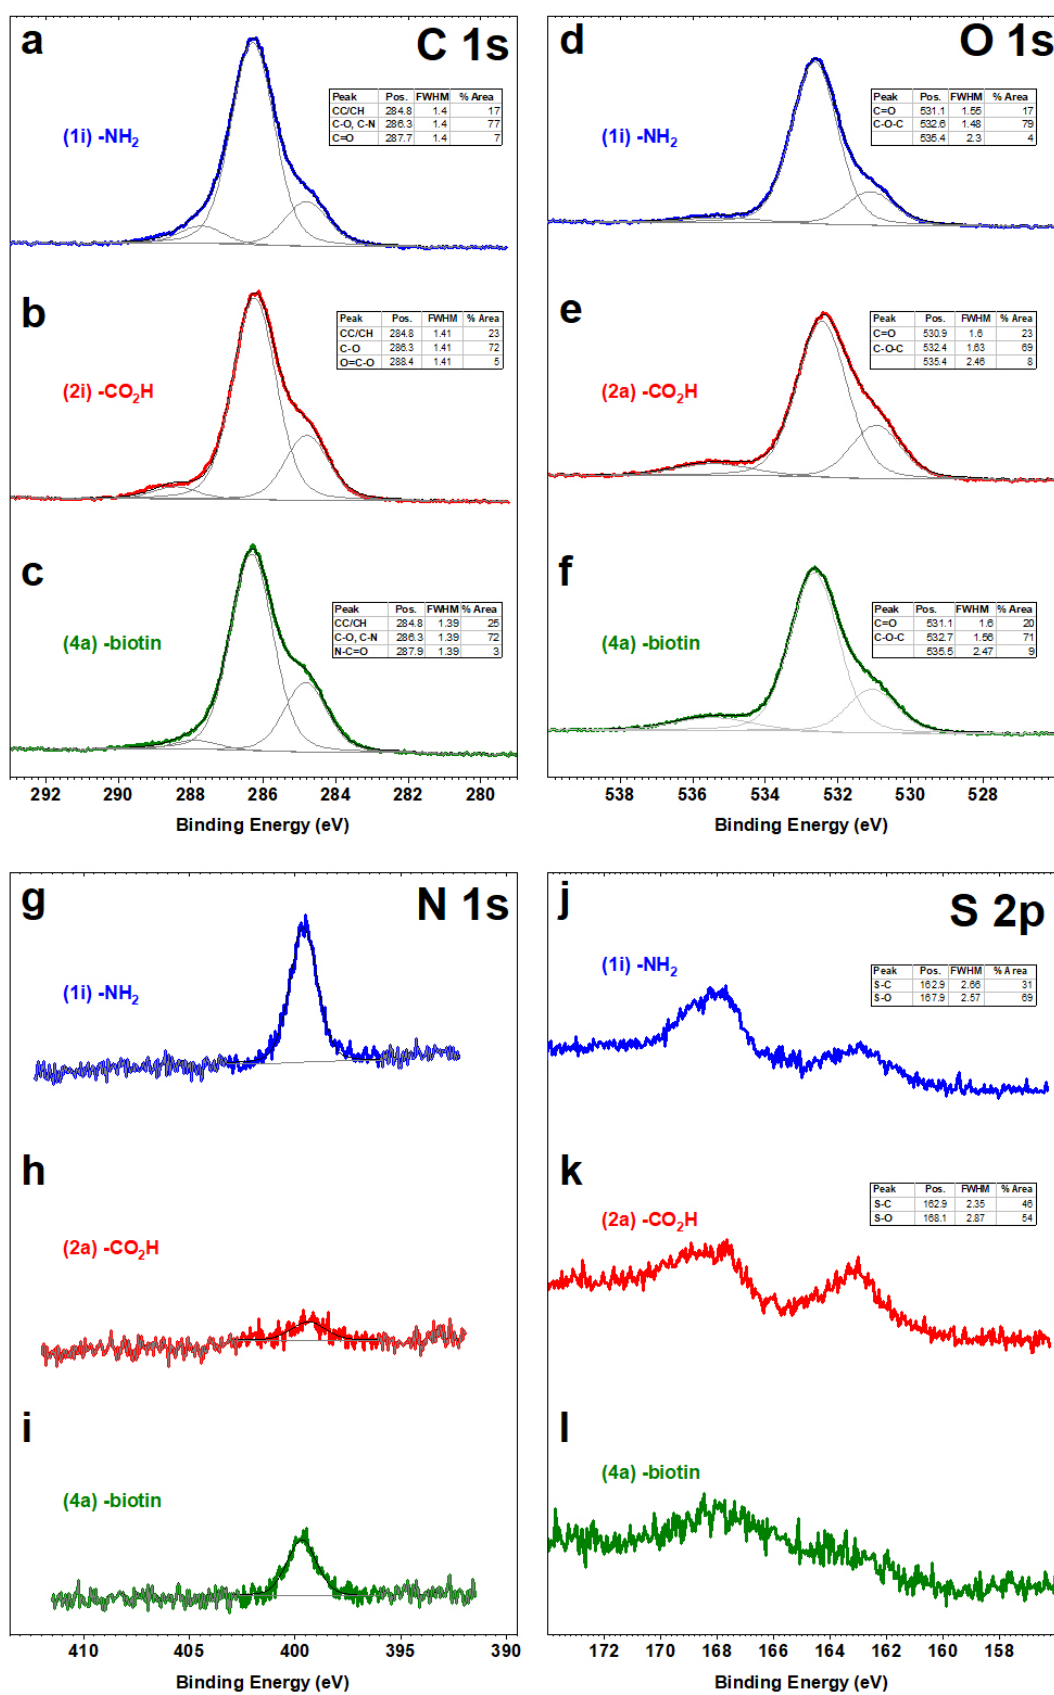 a
C 1s
(1i) -NH2
Peak Pos. FWHM % Area
CC/CH 284.8 1.4 17
C-O, C-N 286.3 1.4 77
C=O 287.7 1.4 7
b
(2i) -CO2H
Peak Pos. FWHM % Area
CC/CH 284.8 1.41 23
C-O 286.3 1.41 72
O=C-O 288.4 1.41 5
c
(4a) -biotin
Peak Pos. FWHM % Area
CC/CH 284.8 1.39 25
C-O, C-N 286.3 1.39 72
N-C=O 287.9 1.39 3
292 290 288 286 284 282 280
Binding Energy (eV)
d
O 1s
(1i) -NH2
Peak Pos. FWHM % Area
C=O 531.1 1.55 17
C-O-C 532.6 1.48 79
535.4 2.3 4
e
(2a) -CO2H
Peak Pos. FWHM % Area
C=O 530.9 1.6 23
C-O-C 532.4 1.63 69
535.4 2.46 8
f
(4a) -biotin
Peak Pos. FWHM % Area
C=O 531.1 1.6 20
C-O-C 532.7 1.56 71
535.5 2.47 9
538 536 534 532 530 528
Binding Energy (eV)
g
N 1s
(1i) -NH2
h
(2a) -CO2H
i
(4a) -biotin
410 405 400 395 390
Binding Energy (eV)
j
S 2p
(1i) -NH2
Peak Pos. FWHM % Area
S-C 162.9 2.66 31
S-O 167.9 2.57 69
k
(2a) -CO2H
Peak Pos. FWHM % Area
S-C 162.9 2.35 46
S-O 168.1 2.87 54
l
(4a) -biotin
172 170 168 166 164 162 160 158
Binding Energy (eV)